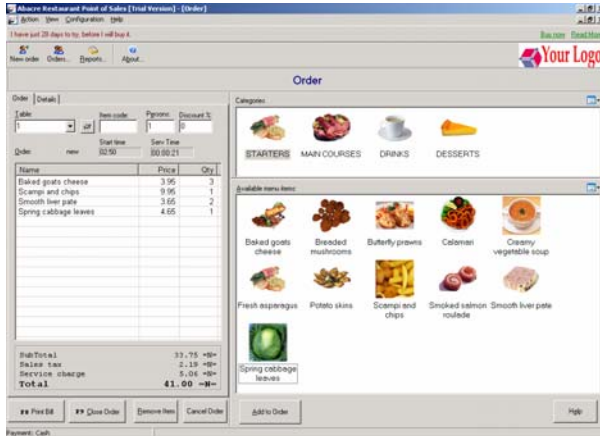 Abacre Restaurant Point of Sales [Trial Version] - [Order]
Action View Configuration Help
I have just 28 days to try, before I will buy it.
Buy now Read More
New order Orders... Reports... About...
Your Logo
Order
Order Details
Table: Item code: Persons: Discount %:
1 1 0
Start time Serv Time
Order: new 02:50 00:00:21
Name Price Qty
Baked goats cheese 3.95 3
Scampi and chips 9.95 1
Smooth liver pate 3.65 2
Spring cabbage leaves 4.65 1
SubTotal 33.75 =N=
Sales tax 2.19 =N=
Service charge 5.06 =N=
Total 41.00 =N=
Print Bill
F9 Close Order
Remove Item
Cancel Order
Categories:
STARTERS MAIN COURSES DRINKS DESSERTS
Available menu items:
Baked goats cheese
Breaded mushrooms
Butterfly prawns
Calamari
Creamy vegetable soup
Fresh asparagus
Potato skins
Scampi and chips
Smoked salmon roulade
Smooth liver pate
Spring cabbage leaves
Add to Order
Help
Payment: Cash